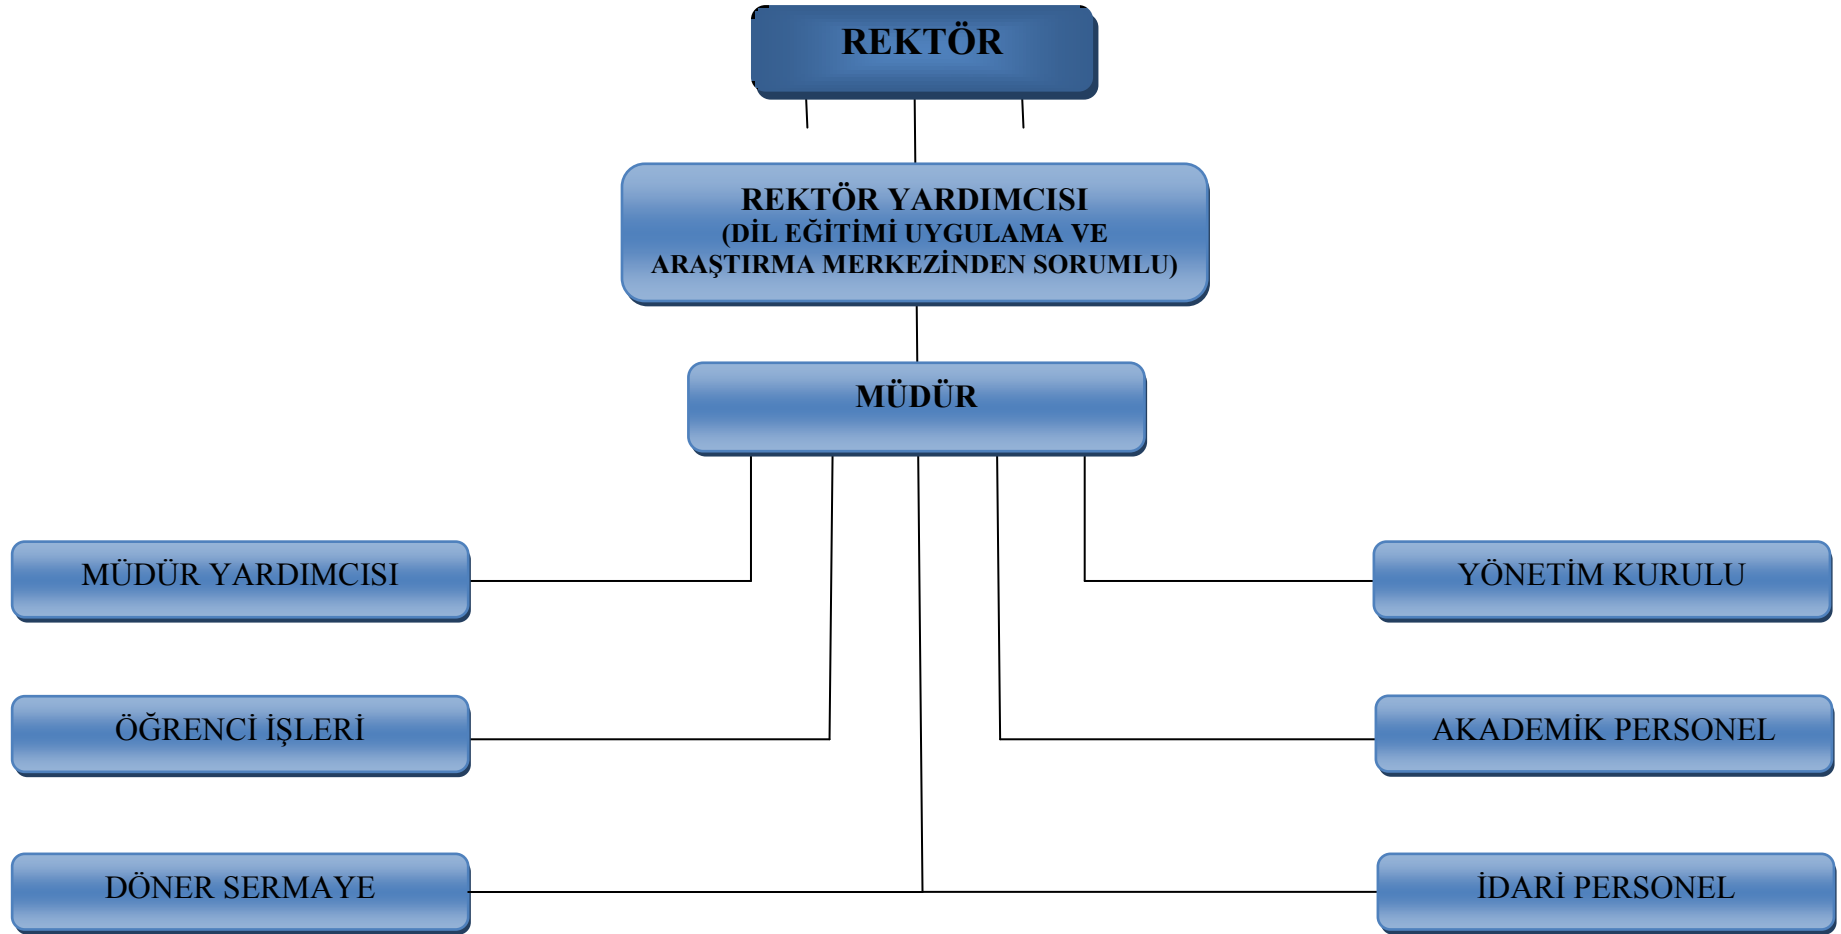 REKTÖR
REKTÖR YARDIMCISI
(DİL EĞİTİMİ UYGULAMA VE
ARAŞTIRMA MERKEZİNDEN SORUMLU)
MÜDÜR
MÜDÜR YARDIMCISI
YÖNETİM KURULU
ÖĞRENCİ İŞLERİ
AKADEMİK PERSONEL
DÖNER SERMAYE
İDARİ PERSONEL